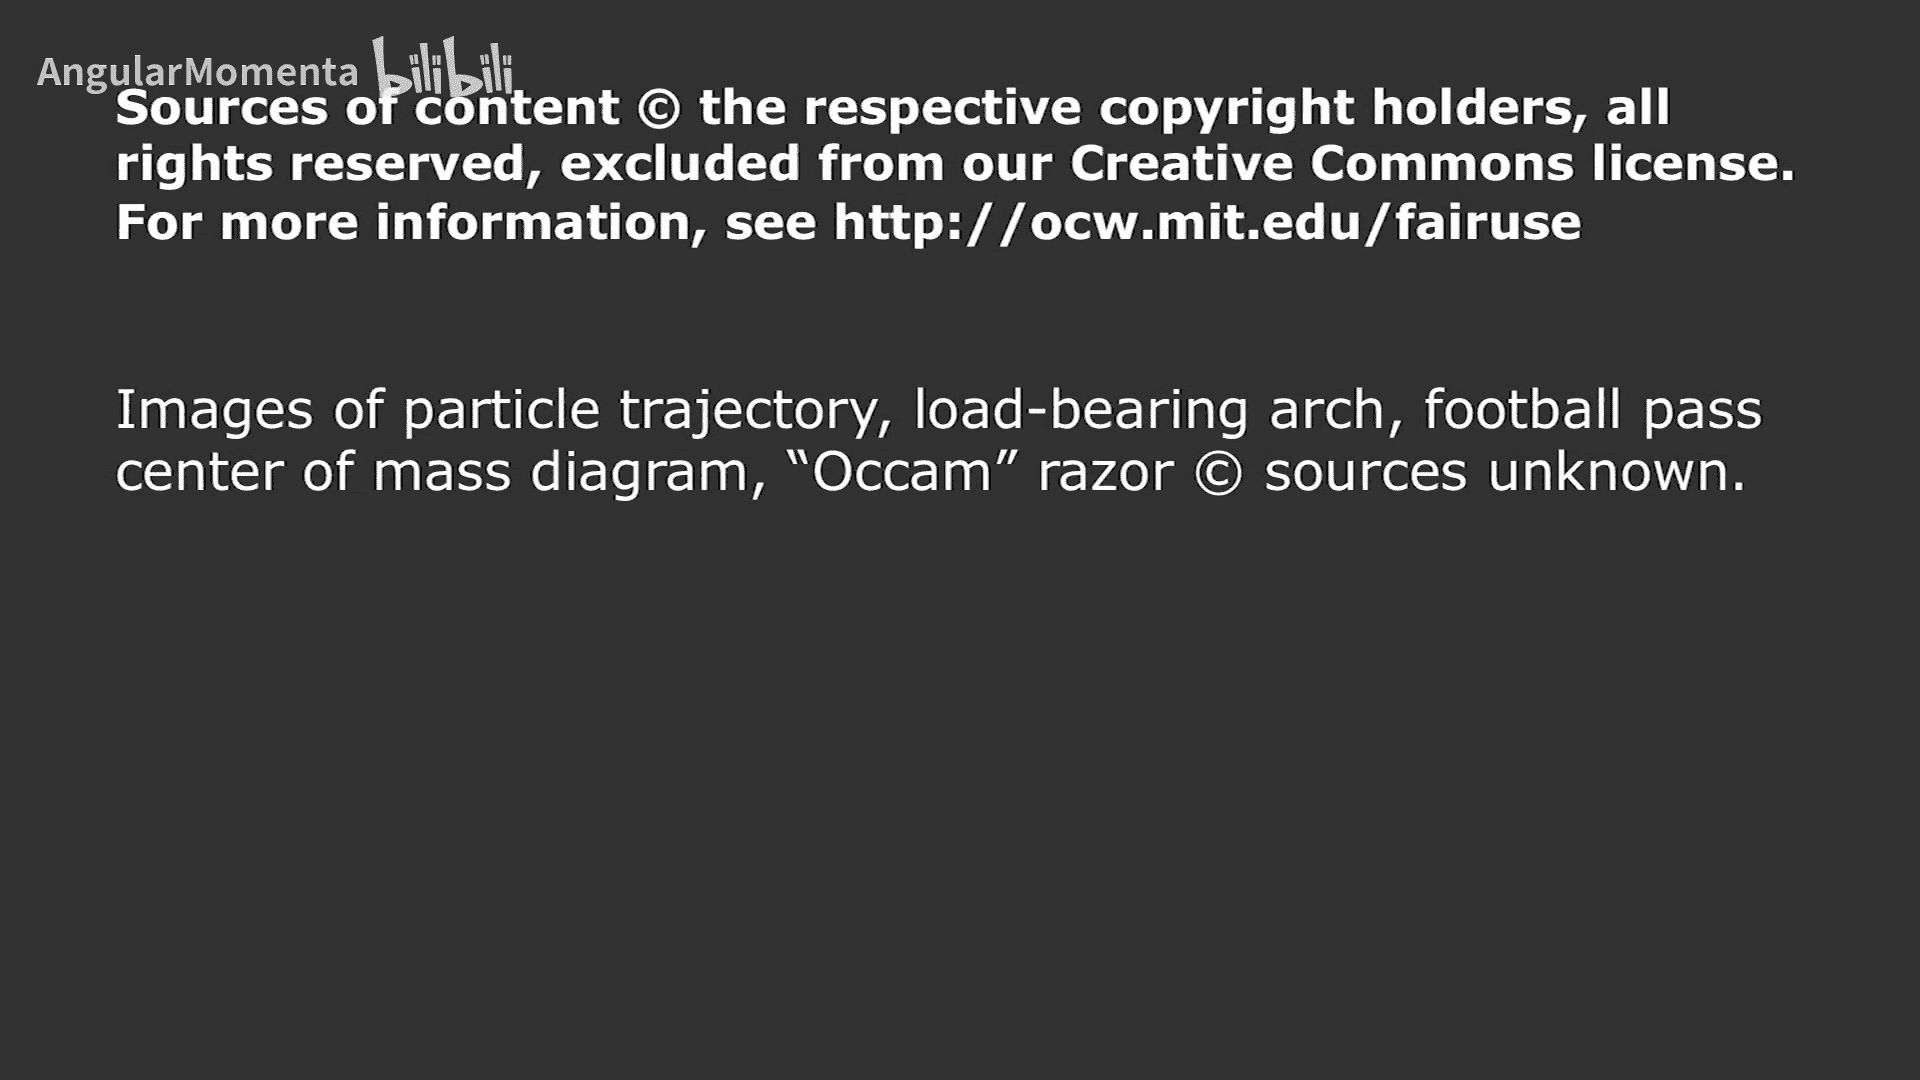 AngularMomenta bilibili
Sources of content © the respective copyright holders, all
rights reserved, excluded from our Creative Commons license.
For more information, see http://ocw.mit.edu/fairuse
Images of particle trajectory, load-bearing arch, football pass
center of mass diagram, “Occam” razor © sources unknown.